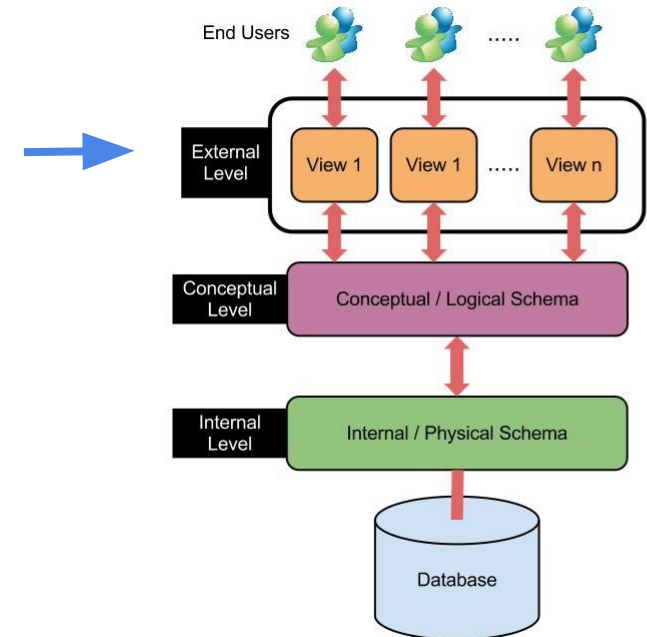 End Users
.....
External
Level
View 1
View 1
.....
View n
Conceptual
Level
Conceptual / Logical Schema
Internal
Level
Internal / Physical Schema
Database